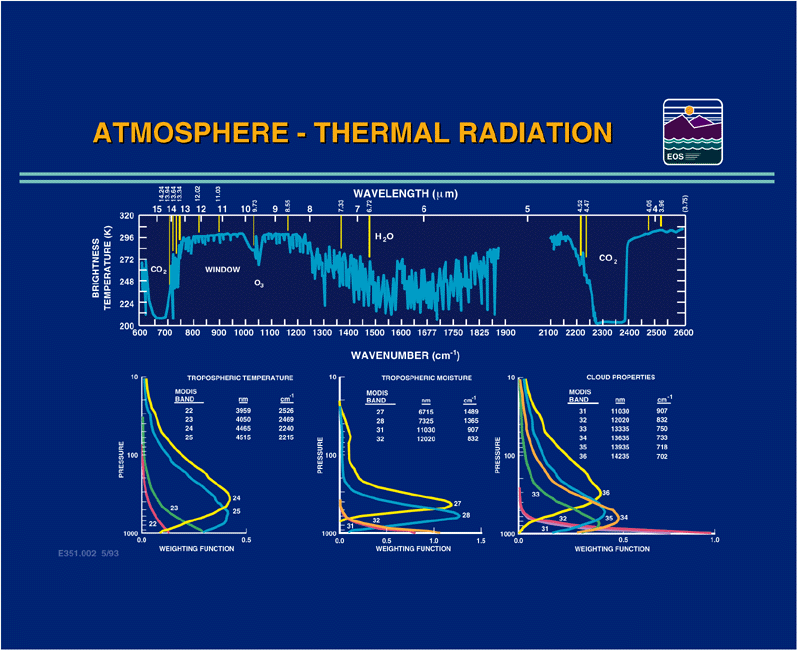 ATMOSPHERE - THERMAL RADIATION
EOS
WAVELENGTH (µm)
14.24 13.94 13.64 13.34 12.02 11.03 9.73 8.55 7.33 6.72 4.52 4.47 4.05 3.96 (3.75)
15 14 13 12 11 10 9 8 7 6 5 4
BRIGHTNESS
TEMPERATURE (K)
320
296
272
248
224
200
CO2
WINDOW
O3
H2O
CO2
600 700 800 900 1000 1100 1200 1300 1400 1500 1600 1677 1750 1825 1900 2100 2200 2300 2400 2500 2600
WAVENUMBER (cm-1)
TROPOSPHERIC TEMPERATURE
MODIS
BAND nm cm-1
22 3959 2526
23 4050 2469
24 4465 2240
25 4515 2215
PRESSURE
10
100
1000
24
25
23
22
0.0 0.5
WEIGHTING FUNCTION
TROPOSPHERIC MOISTURE
MODIS
BAND nm cm-1
27 6715 1489
28 7325 1365
31 11030 907
32 12020 832
PRESSURE
10
100
1000
27
28
32
31
0.0 0.5 1.0 1.5
WEIGHTING FUNCTION
CLOUD PROPERTIES
MODIS
BAND nm cm-1
31 11030 907
32 12020 832
33 13335 750
34 13635 733
35 13935 718
36 14235 702
PRESSURE
10
100
1000
36
33
32
35
34
31
0.0 0.5 1.0
WEIGHTING FUNCTION
E351.002 5/93